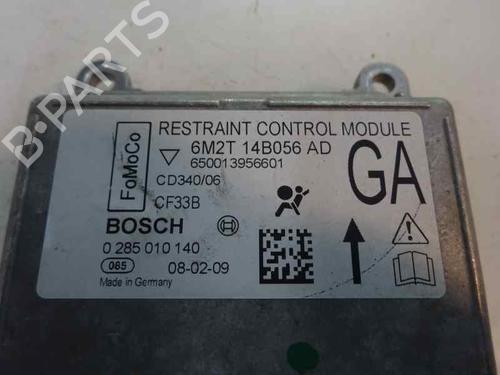 RESTRAINT CONTROL MODULE
FoMoCo
6M2T 14B056 AD
650013956601
GA
CD340/06
CF33B
BOSCH
0 285 010 140
065 08-02-09
Made in Germany
B-PARTS